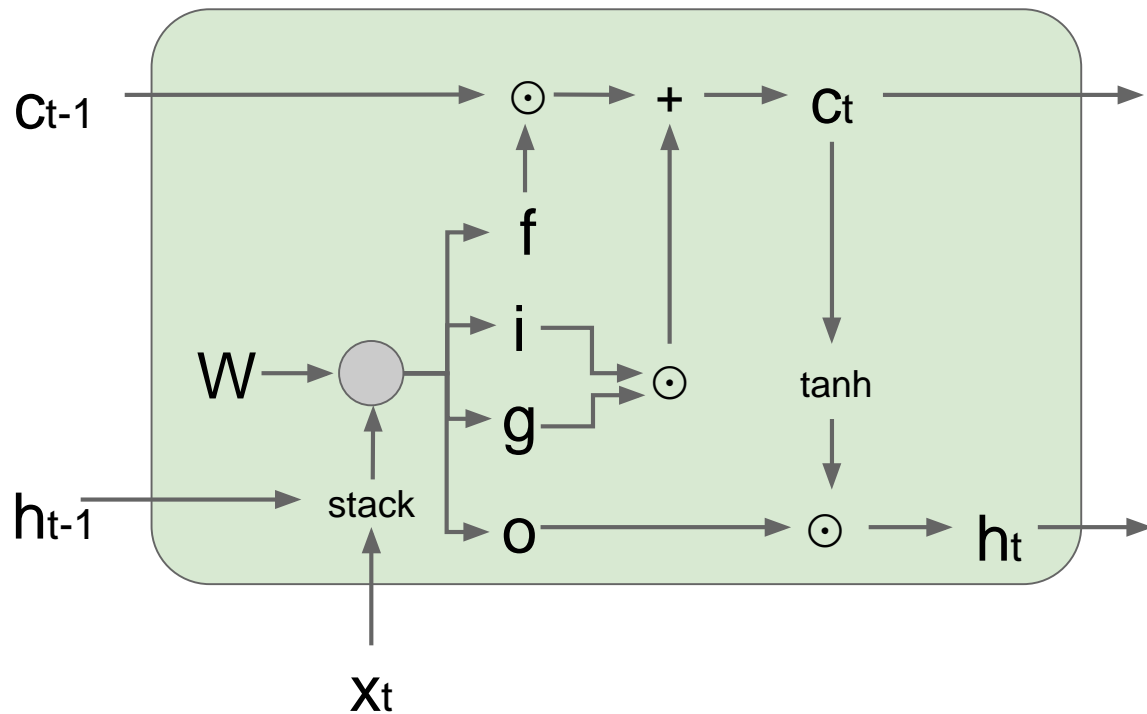 ct-1 ⊙ + ct
f
W i ⊙
g tanh
ht-1 stack o ⊙ ht
xt